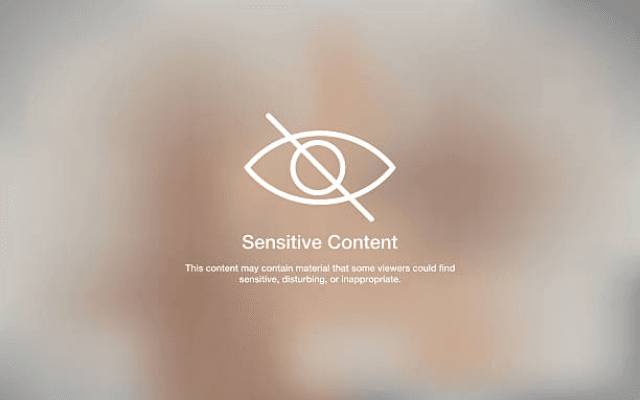 Sensitive Content
This content may contain material that some viewers could find
sensitive, disturbing, or inappropriate.